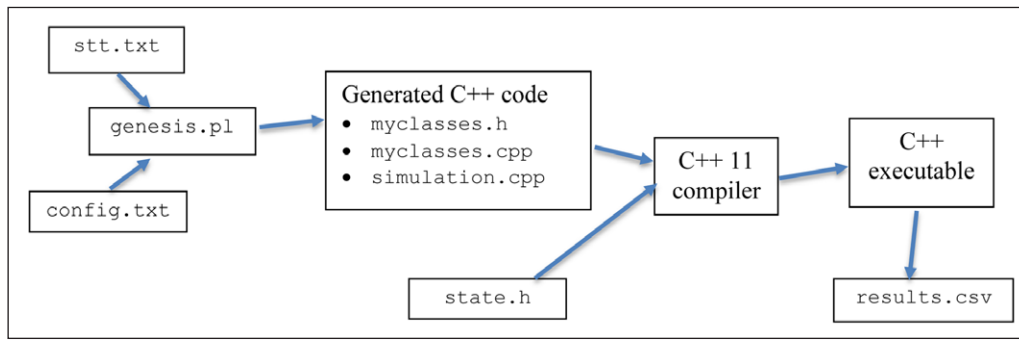 stt.txt
genesis.pl
config.txt
Generated C++ code
• myclasses.h
• myclasses.cpp
• simulation.cpp
state.h
C++ 11
compiler
C++
executable
results.csv